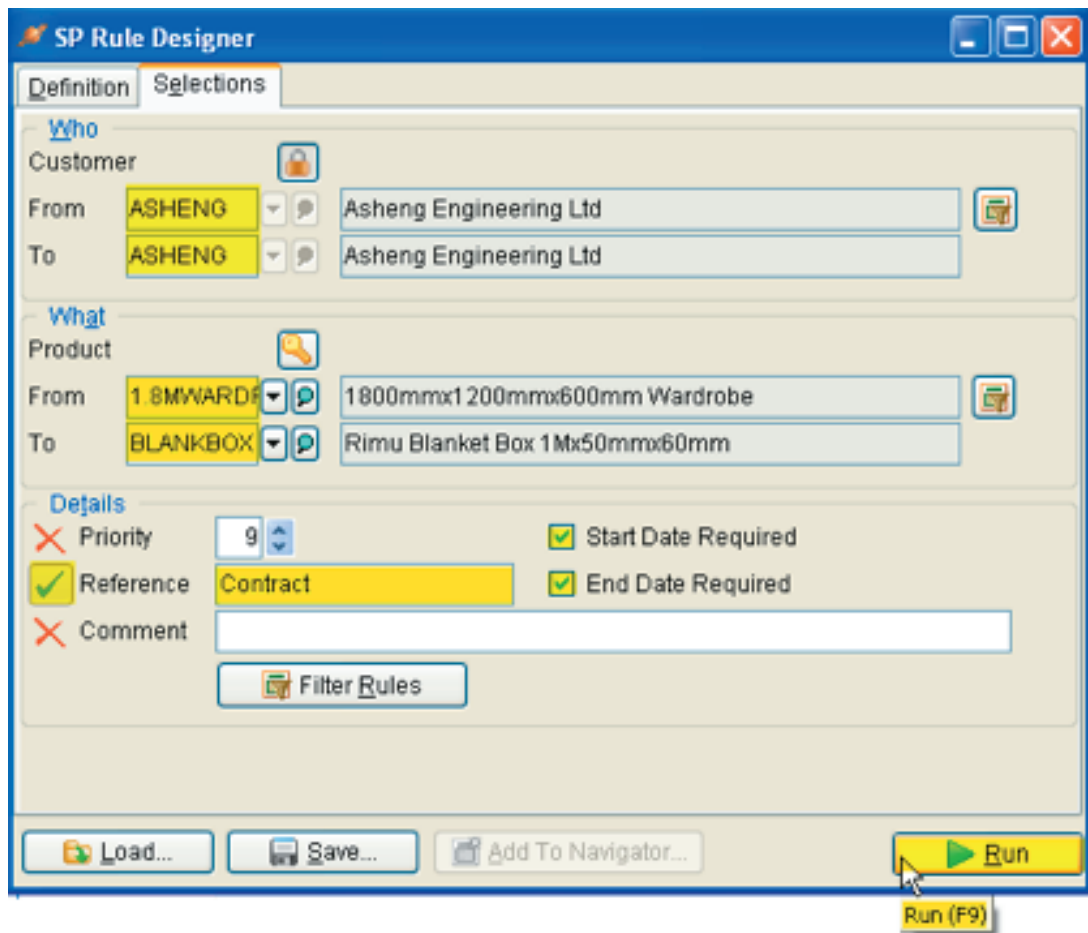 SP Rule Designer
Definition Selections
Who
Customer
From ASHENG Asheng Engineering Ltd
To ASHENG Asheng Engineering Ltd
What
Product
From 1.8MWARDR 1800mmx1200mmx600mm Wardrobe
To BLANKBOX Rimu Blanket Box 1Mx50mmx60mm
Details
Priority 9 Start Date Required
Reference Contract End Date Required
Comment
Filter Rules
Load... Save... Add To Navigator... Run
Run (F9)